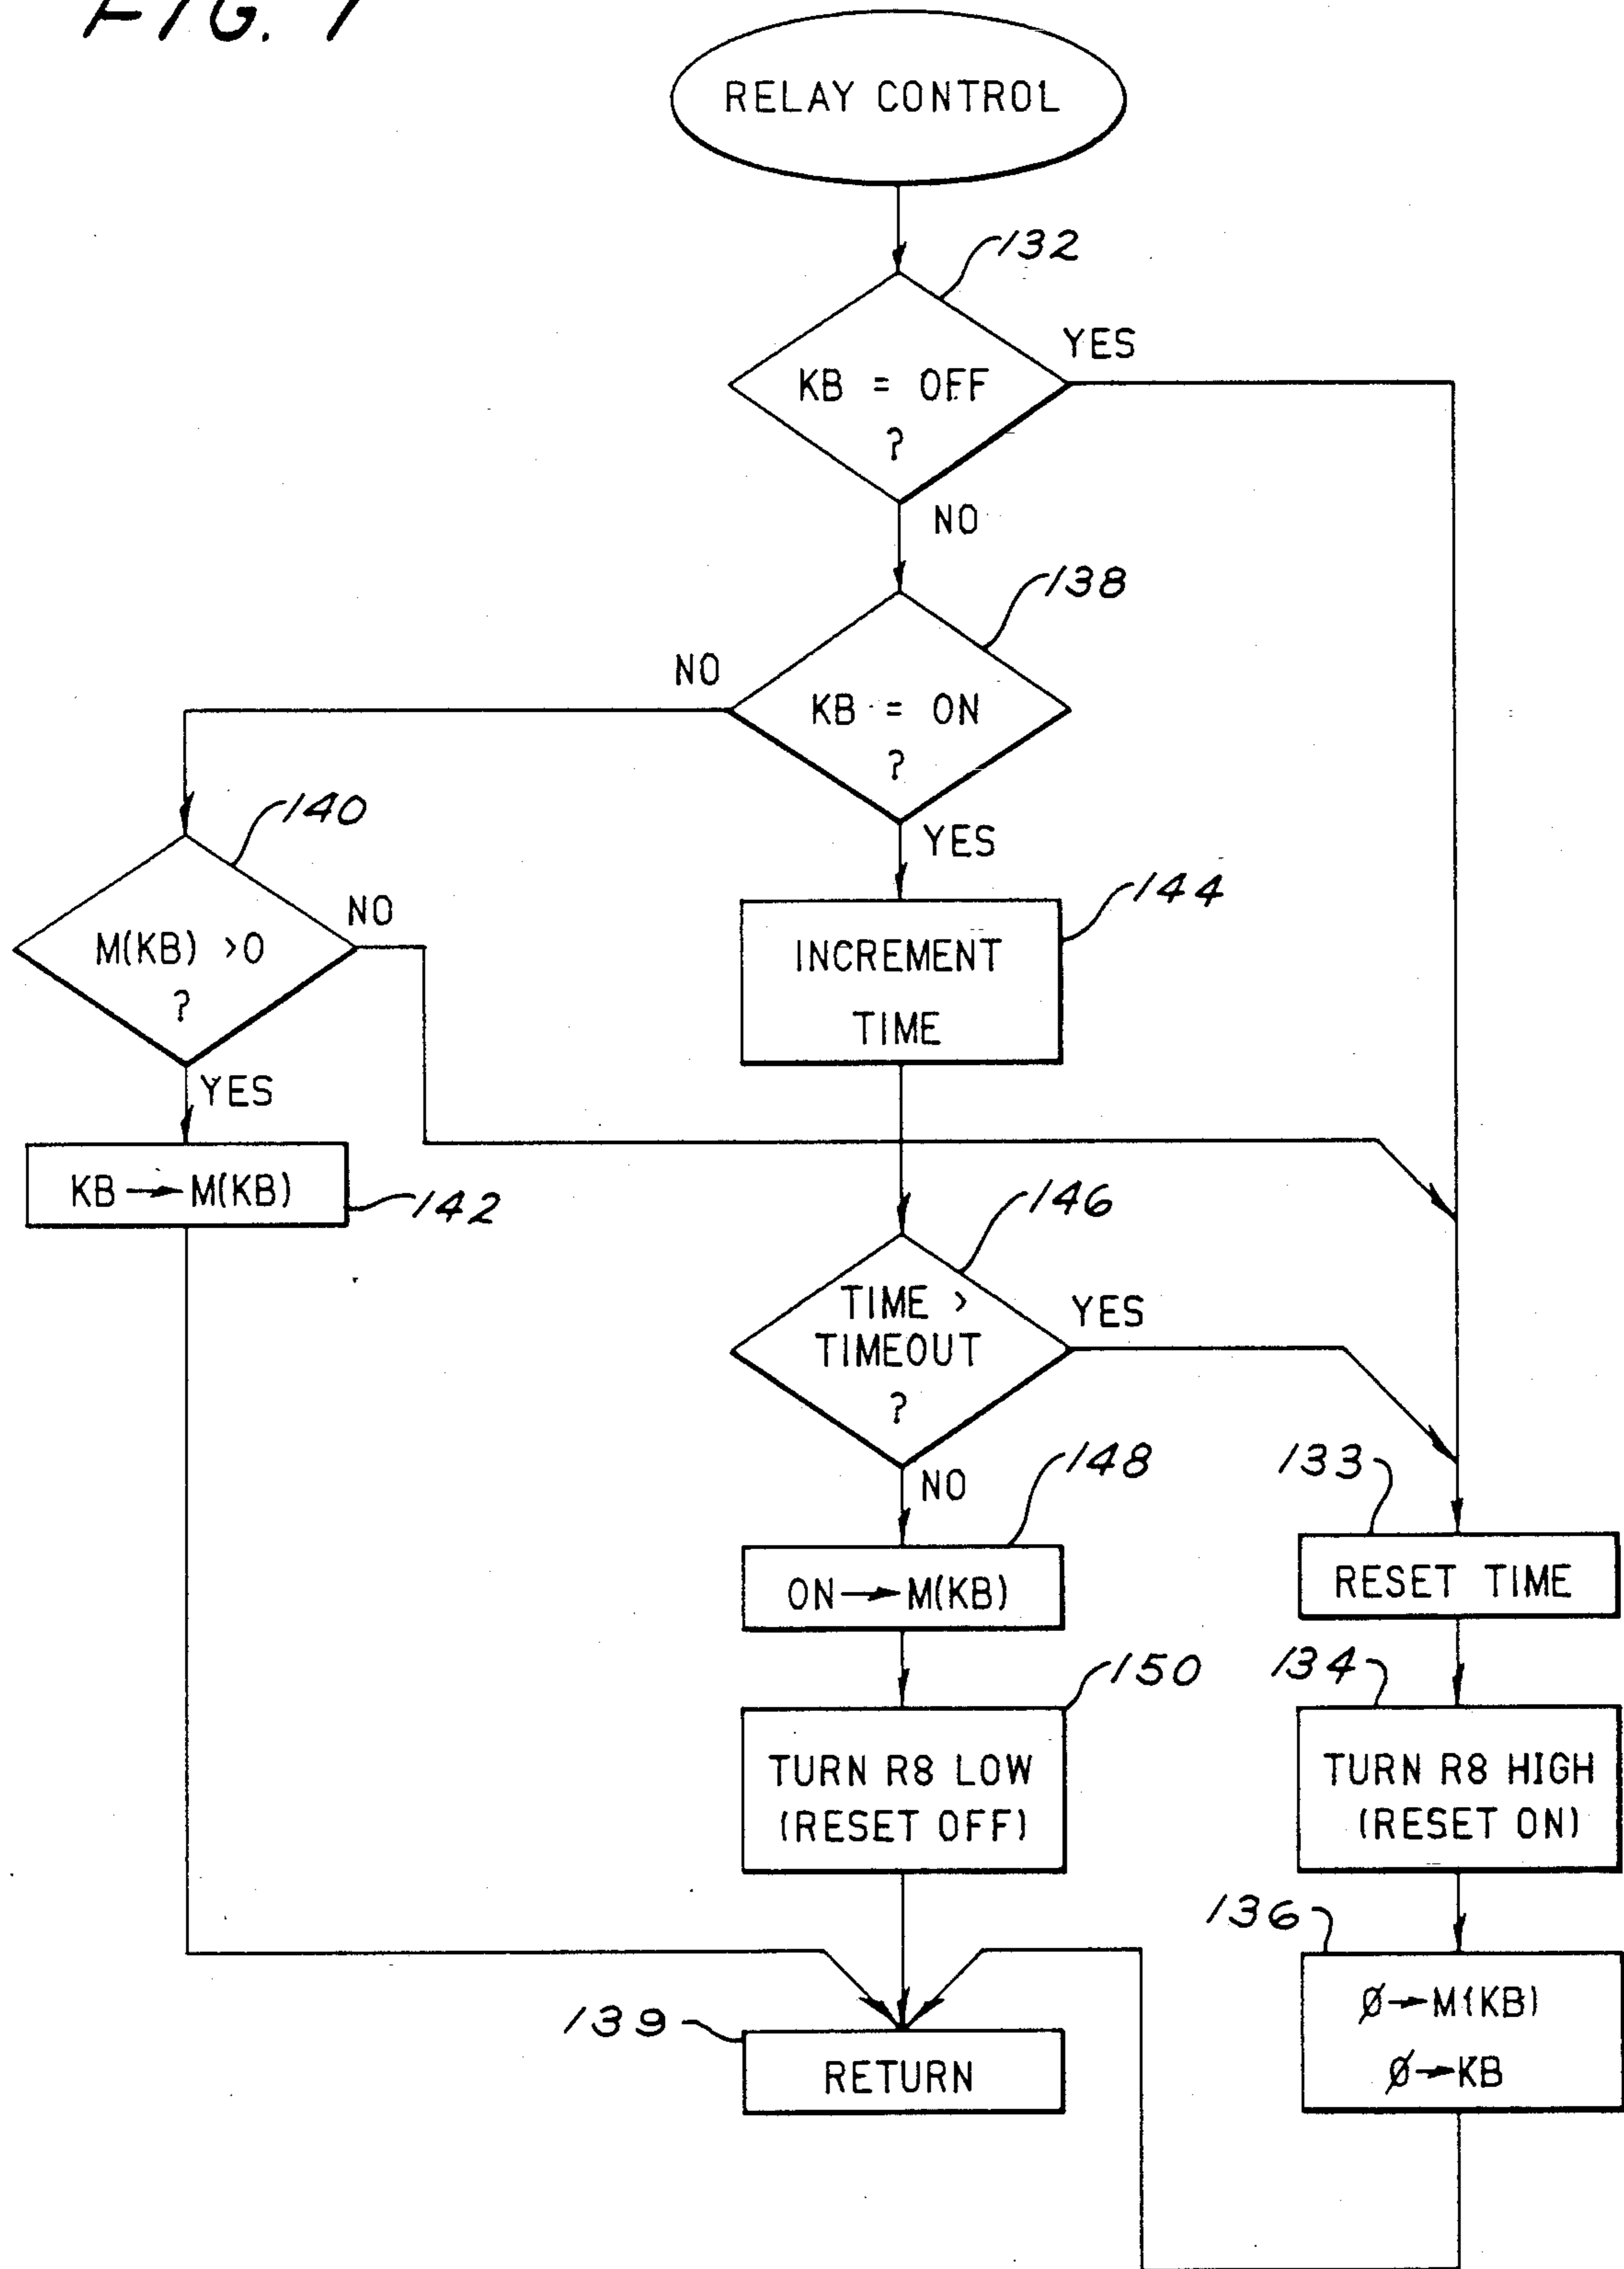 FIG. 7
RELAY CONTROL
132
KB = OFF
?
YES
NO
138
KB = ON
?
NO
YES
140
M(KB) >0
?
NO
YES
144
INCREMENT
TIME
KB→M(KB)
142
146
TIME >
TIMEOUT
?
YES
NO
148
ON→M(KB)
133
RESET TIME
150
TURN R8 LOW
(RESET OFF)
134
TURN R8 HIGH
(RESET ON)
136
Ø→M(KB)
Ø→KB
139
RETURN